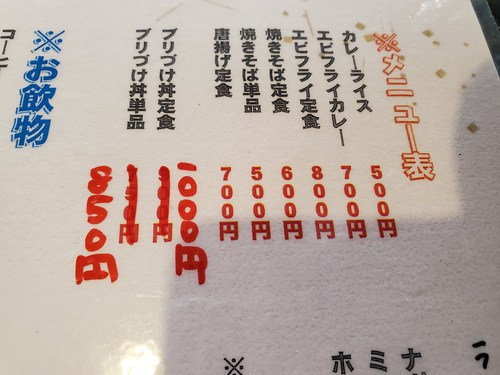 ※メニュー表
カレーライス 500円
エビフライカレー 700円
エビフライ定食 800円
焼きそば定食 600円
焼きそば単品 500円
唐揚げ定食 700円
ブリづけ丼定食 円 1000円
ブリづけ丼単品 円 850円
※お飲物
コー
う
ナ
ミ
ホ
※